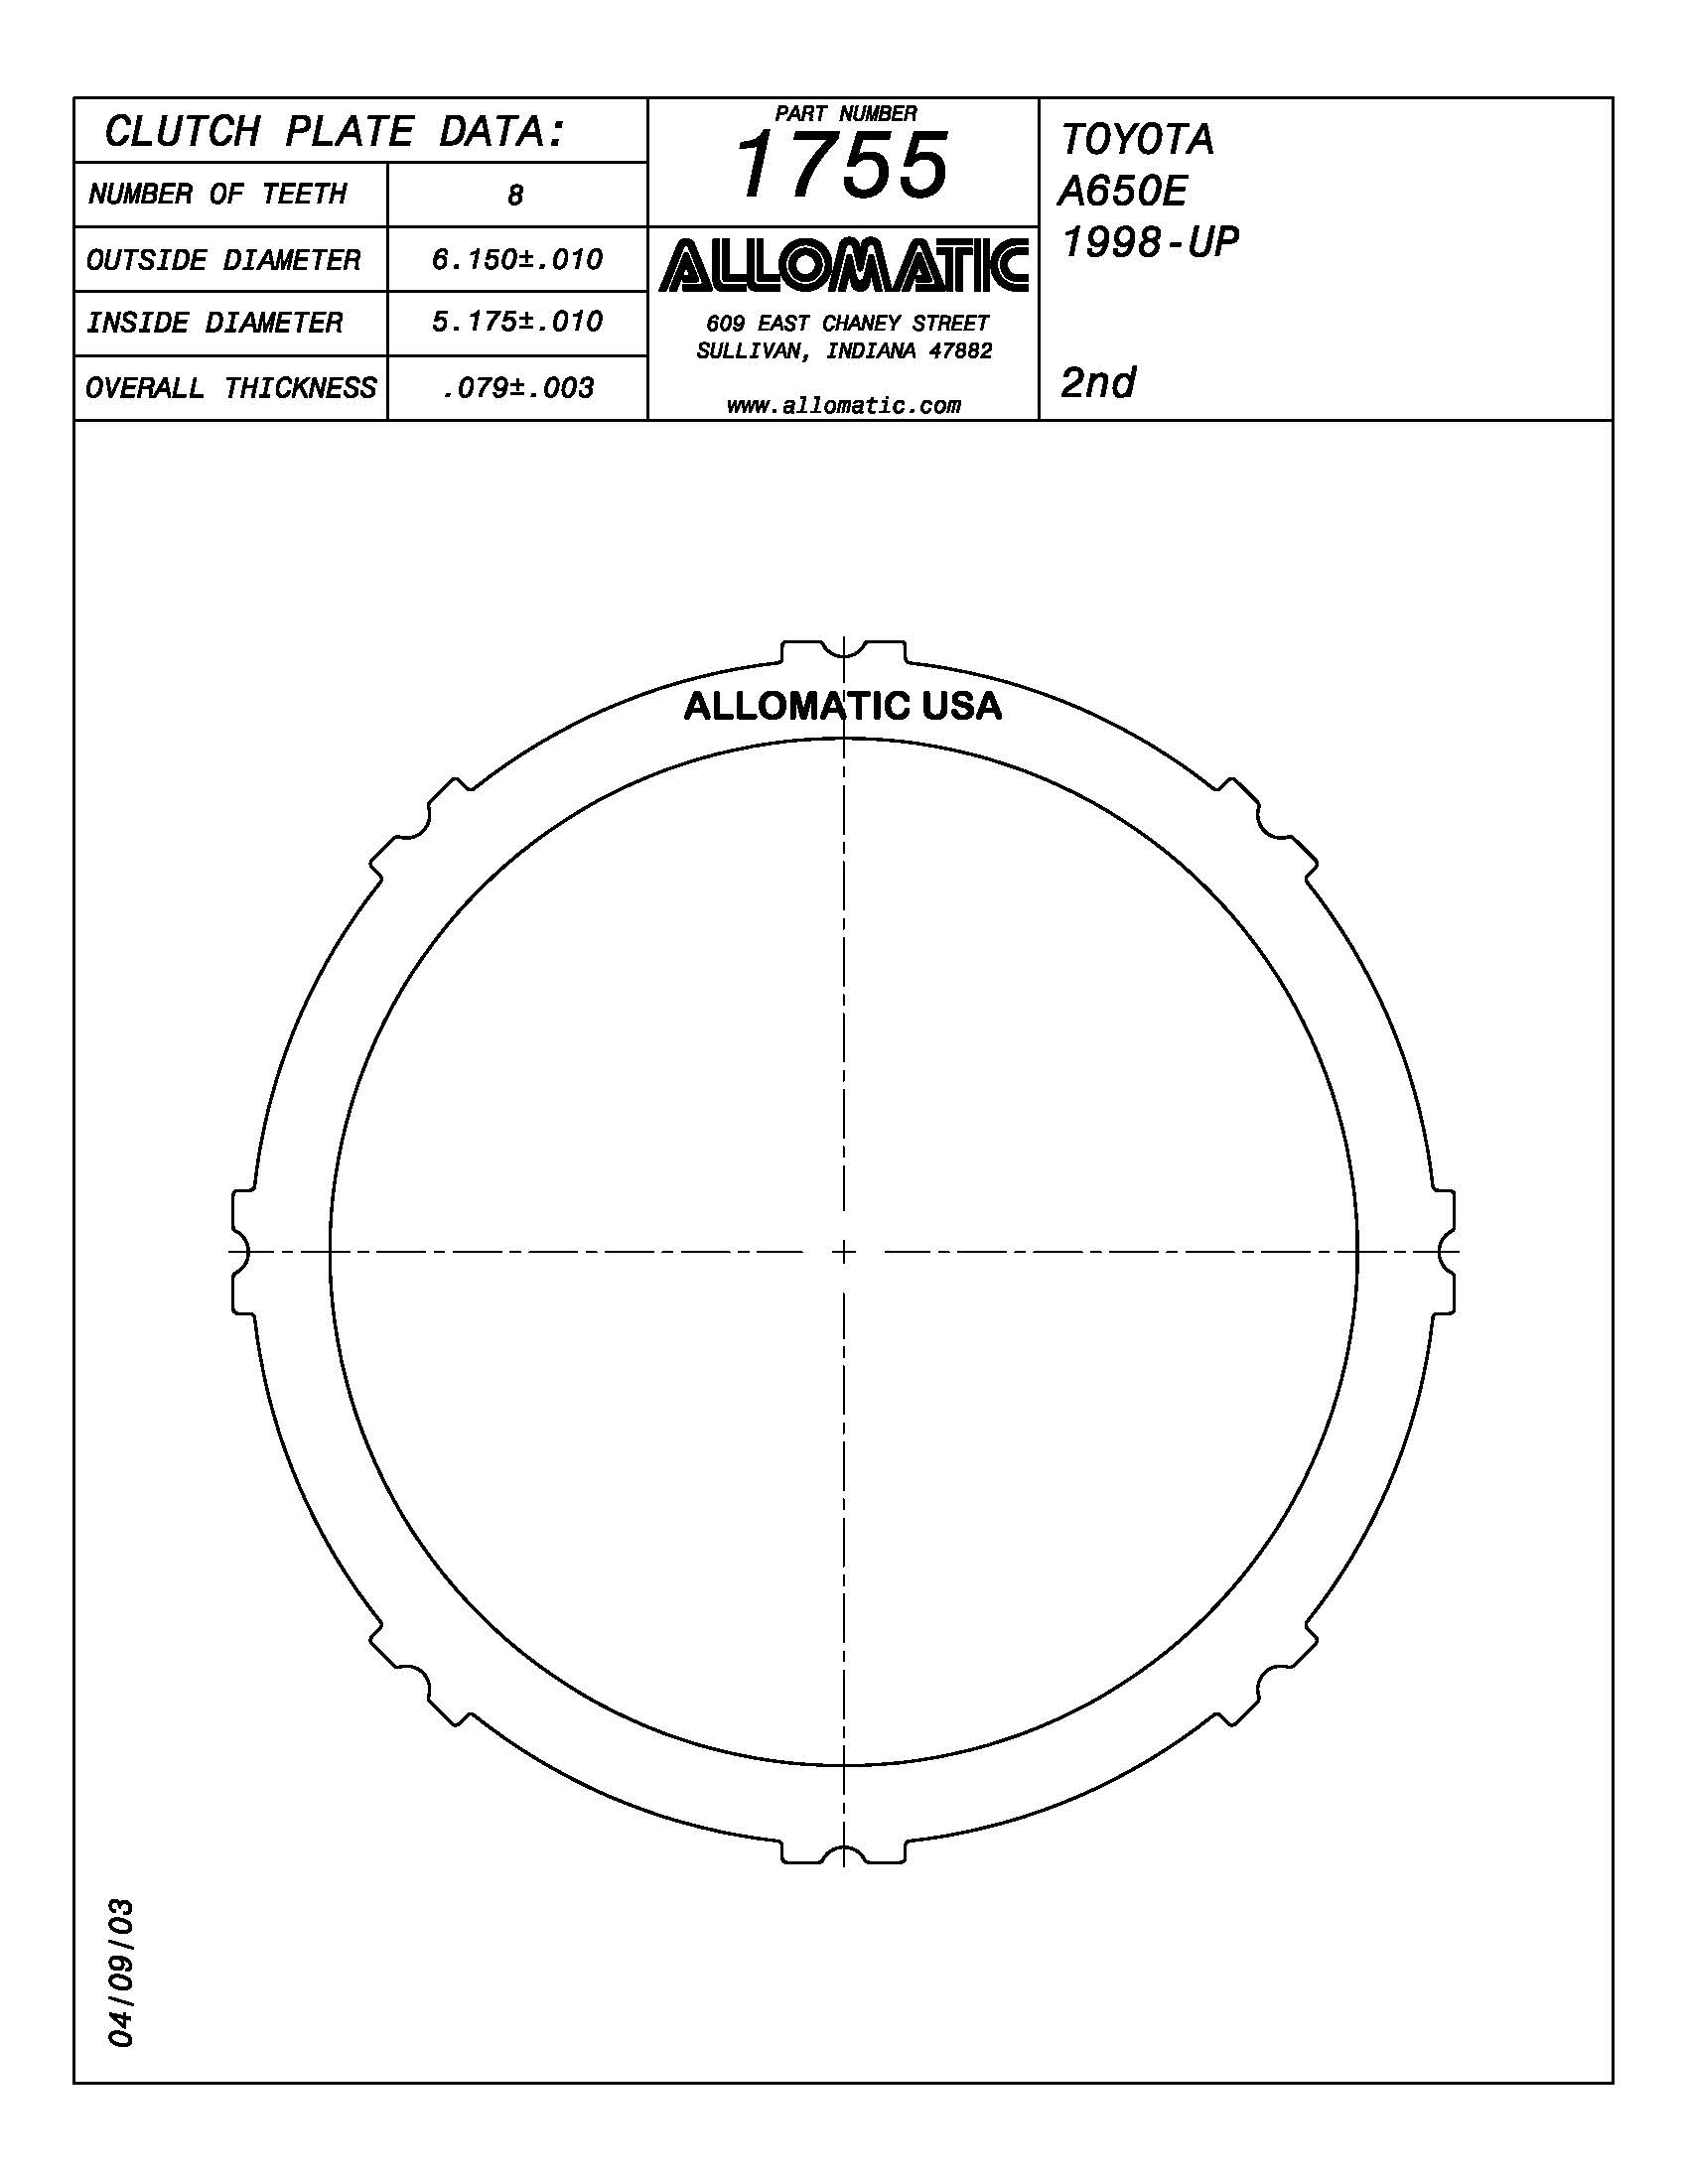 CLUTCH PLATE DATA:
NUMBER OF TEETH 8
OUTSIDE DIAMETER 6.150±.010
INSIDE DIAMETER 5.175±.010
OVERALL THICKNESS .079±.003
PART NUMBER
1755
ALLOMATIC
609 EAST CHANEY STREET
SULLIVAN, INDIANA 47882
www.allomatic.com
TOYOTA
A650E
1998-UP
2nd
ALLOMATIC USA
04/09/03